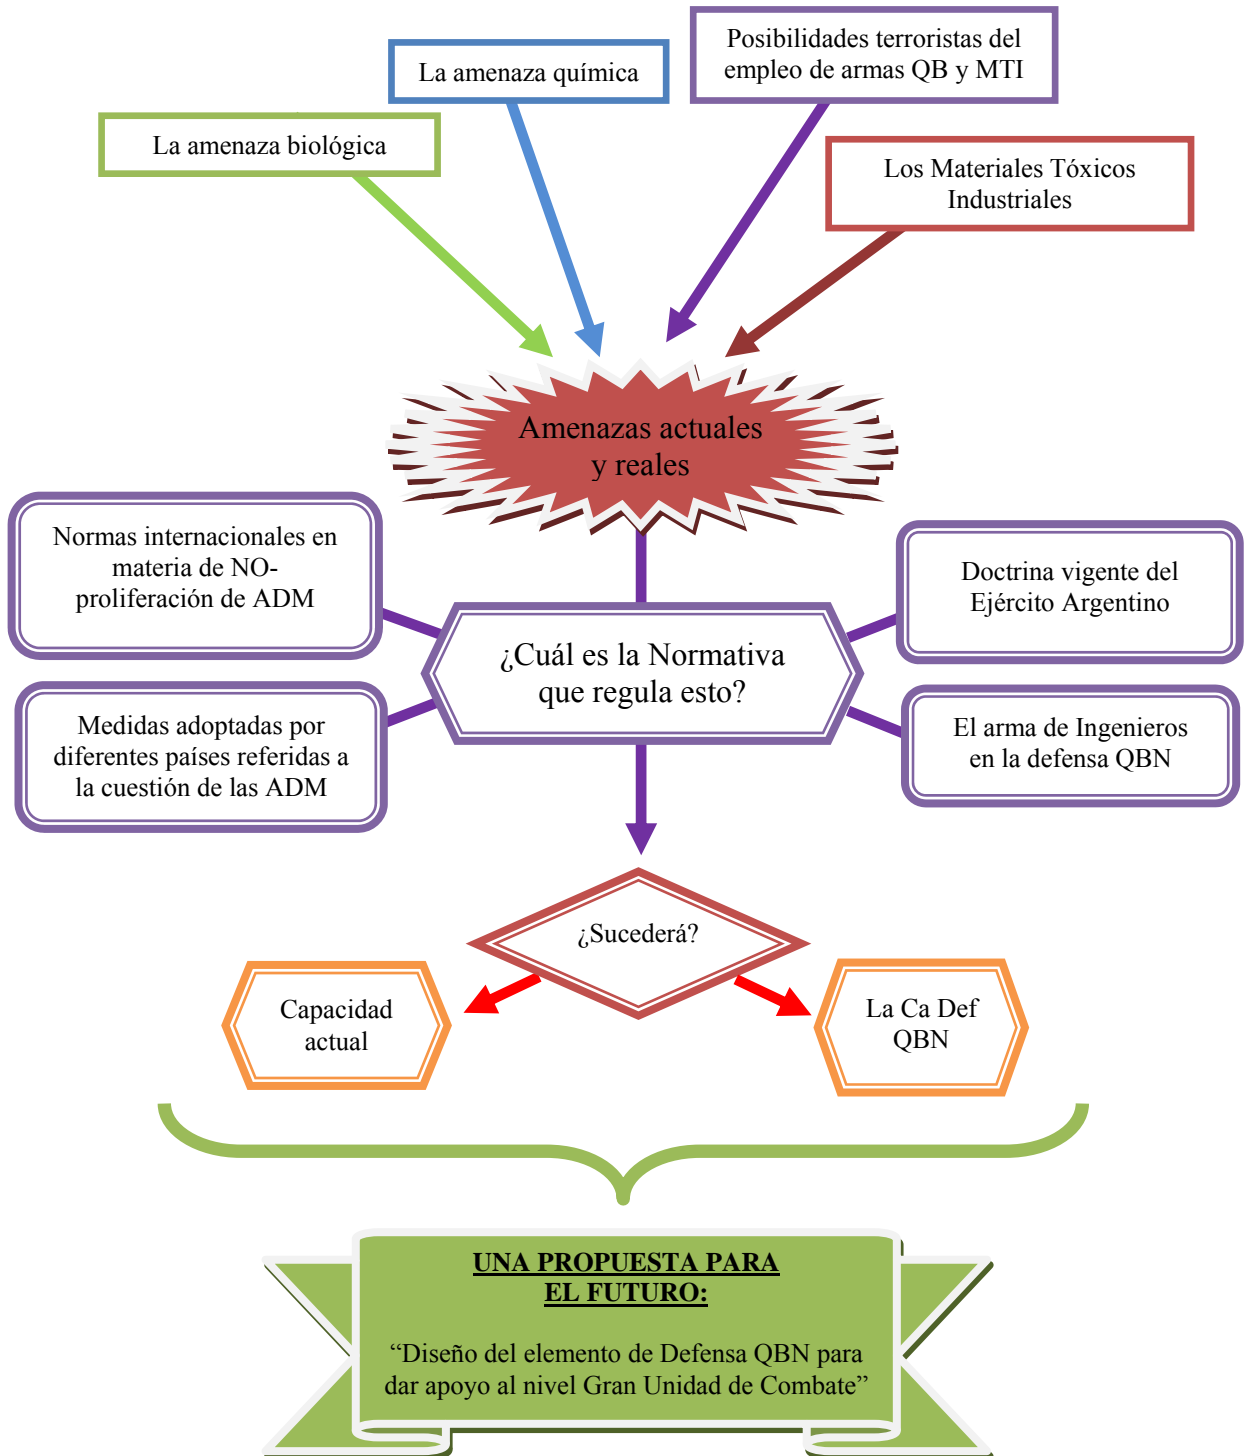 Posibilidades terroristas del
empleo de armas QB y MTI
La amenaza química
La amenaza biológica
Los Materiales Tóxicos
Industriales
Amenazas actuales
y reales
Normas internacionales en
materia de NO-
proliferación de ADM
Doctrina vigente del
Ejército Argentino
¿Cuál es la Normativa
que regula esto?
Medidas adoptadas por
diferentes países referidas a
la cuestión de las ADM
El arma de Ingenieros
en la defensa QBN
¿Sucederá?
Capacidad
actual
La Ca Def
QBN
UNA PROPUESTA PARA
EL FUTURO:
“Diseño del elemento de Defensa QBN para
dar apoyo al nivel Gran Unidad de Combate”